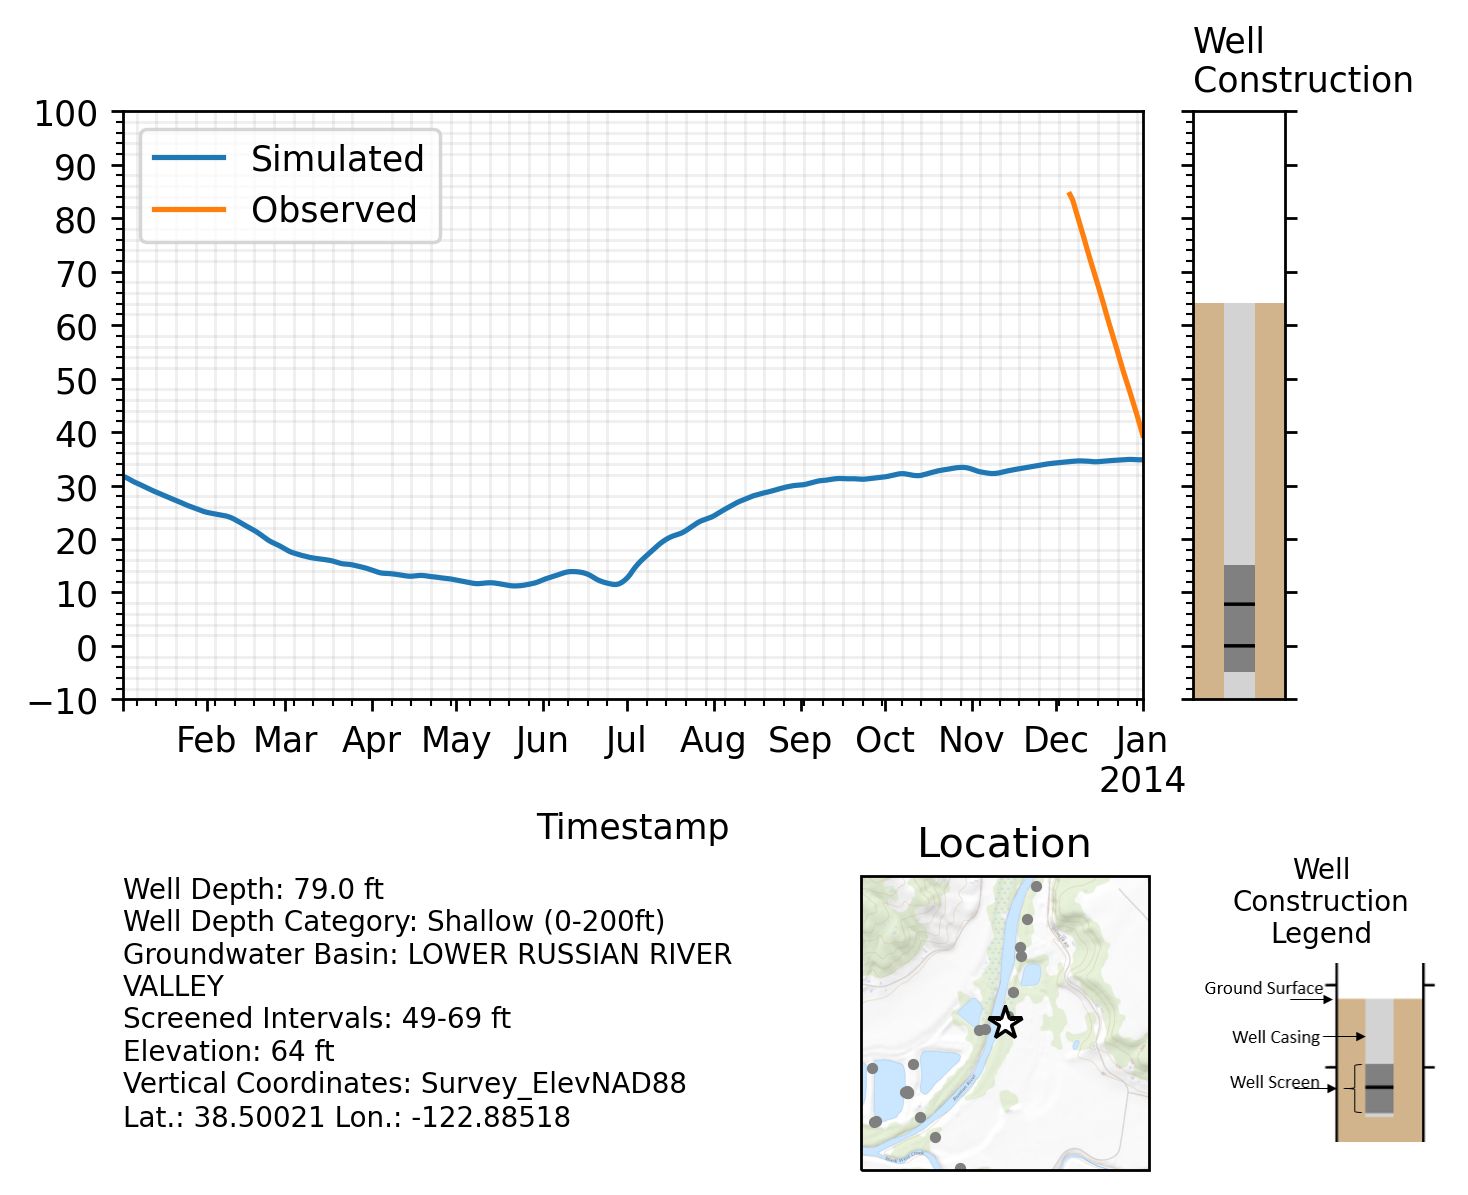 Well
Construction
100
90
80
70
60
50
40
30
20
10
0
−10
Simulated
Observed
Feb Mar Apr May Jun Jul Aug Sep Oct Nov Dec Jan
2014
Timestamp
Well Depth: 79.0 ft
Well Depth Category: Shallow (0-200ft)
Groundwater Basin: LOWER RUSSIAN RIVER
VALLEY
Screened Intervals: 49-69 ft
Elevation: 64 ft
Vertical Coordinates: Survey_ElevNAD88
Lat.: 38.50021 Lon.: -122.88518
Location
Well
Construction
Legend
Ground Surface
Well Casing
Well Screen